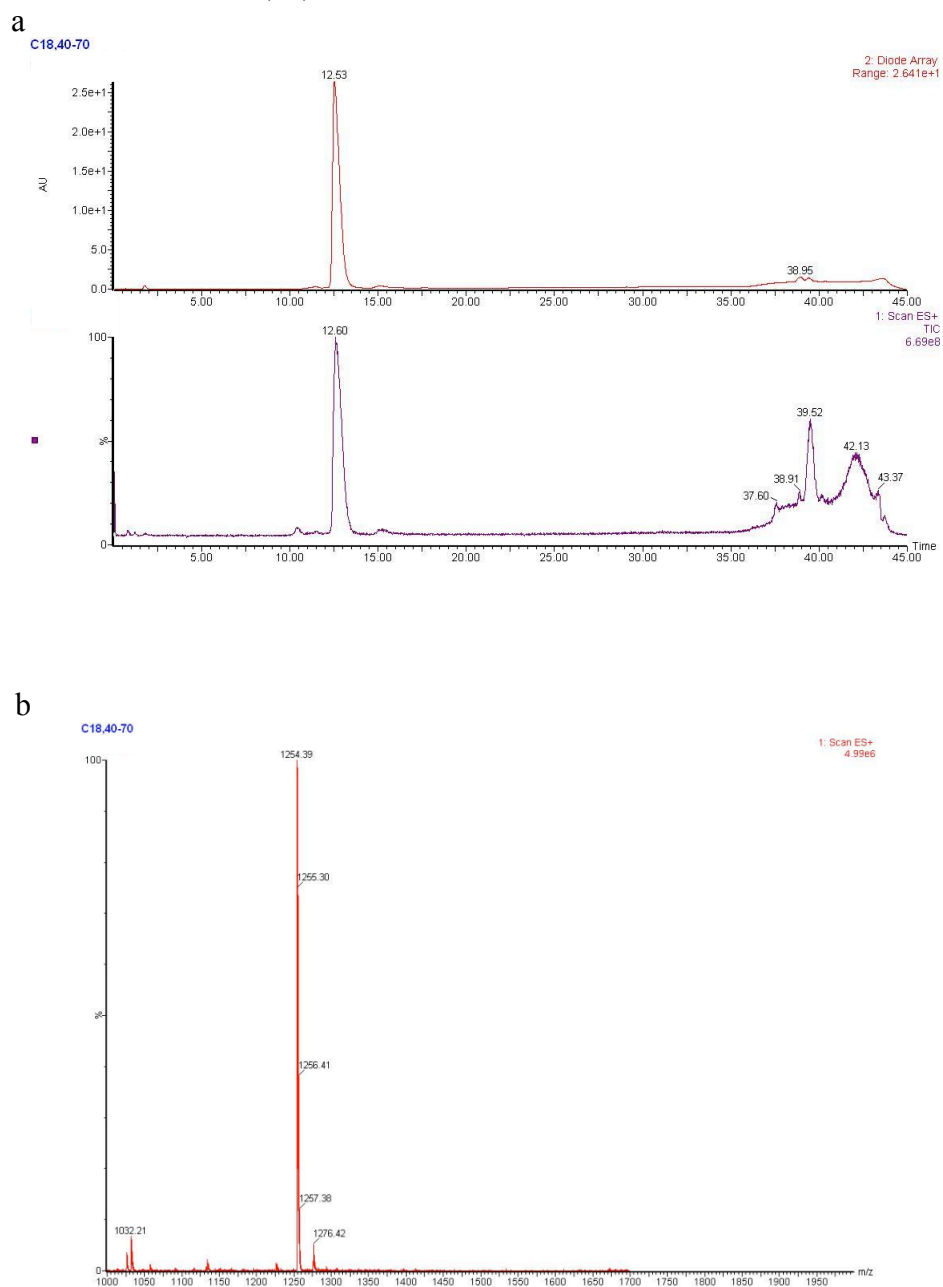 a
C18,40-70
2: Diode Array
Range: 2.641e+1
12.53
2.5e+1
2.0e+1
1.5e+1
1.0e+1
5.0
0.0
AU
38.95
5.00 10.00 15.00 20.00 25.00 30.00 35.00 40.00 45.00
1: Scan ES+
TIC
6.69e8
12.60
100
%
0
39.52
42.13
38.91
43.37
37.60
Time
5.00 10.00 15.00 20.00 25.00 30.00 35.00 40.00 45.00
b
C18,40-70
1: Scan ES+
4.99e6
1254.39
100
1255.30
%
1256.41
1257.38
1032.21
1276.42
0
1000 1050 1100 1150 1200 1250 1300 1350 1400 1450 1500 1550 1600 1650 1700 1750 1800 1850 1900 1950 m/z